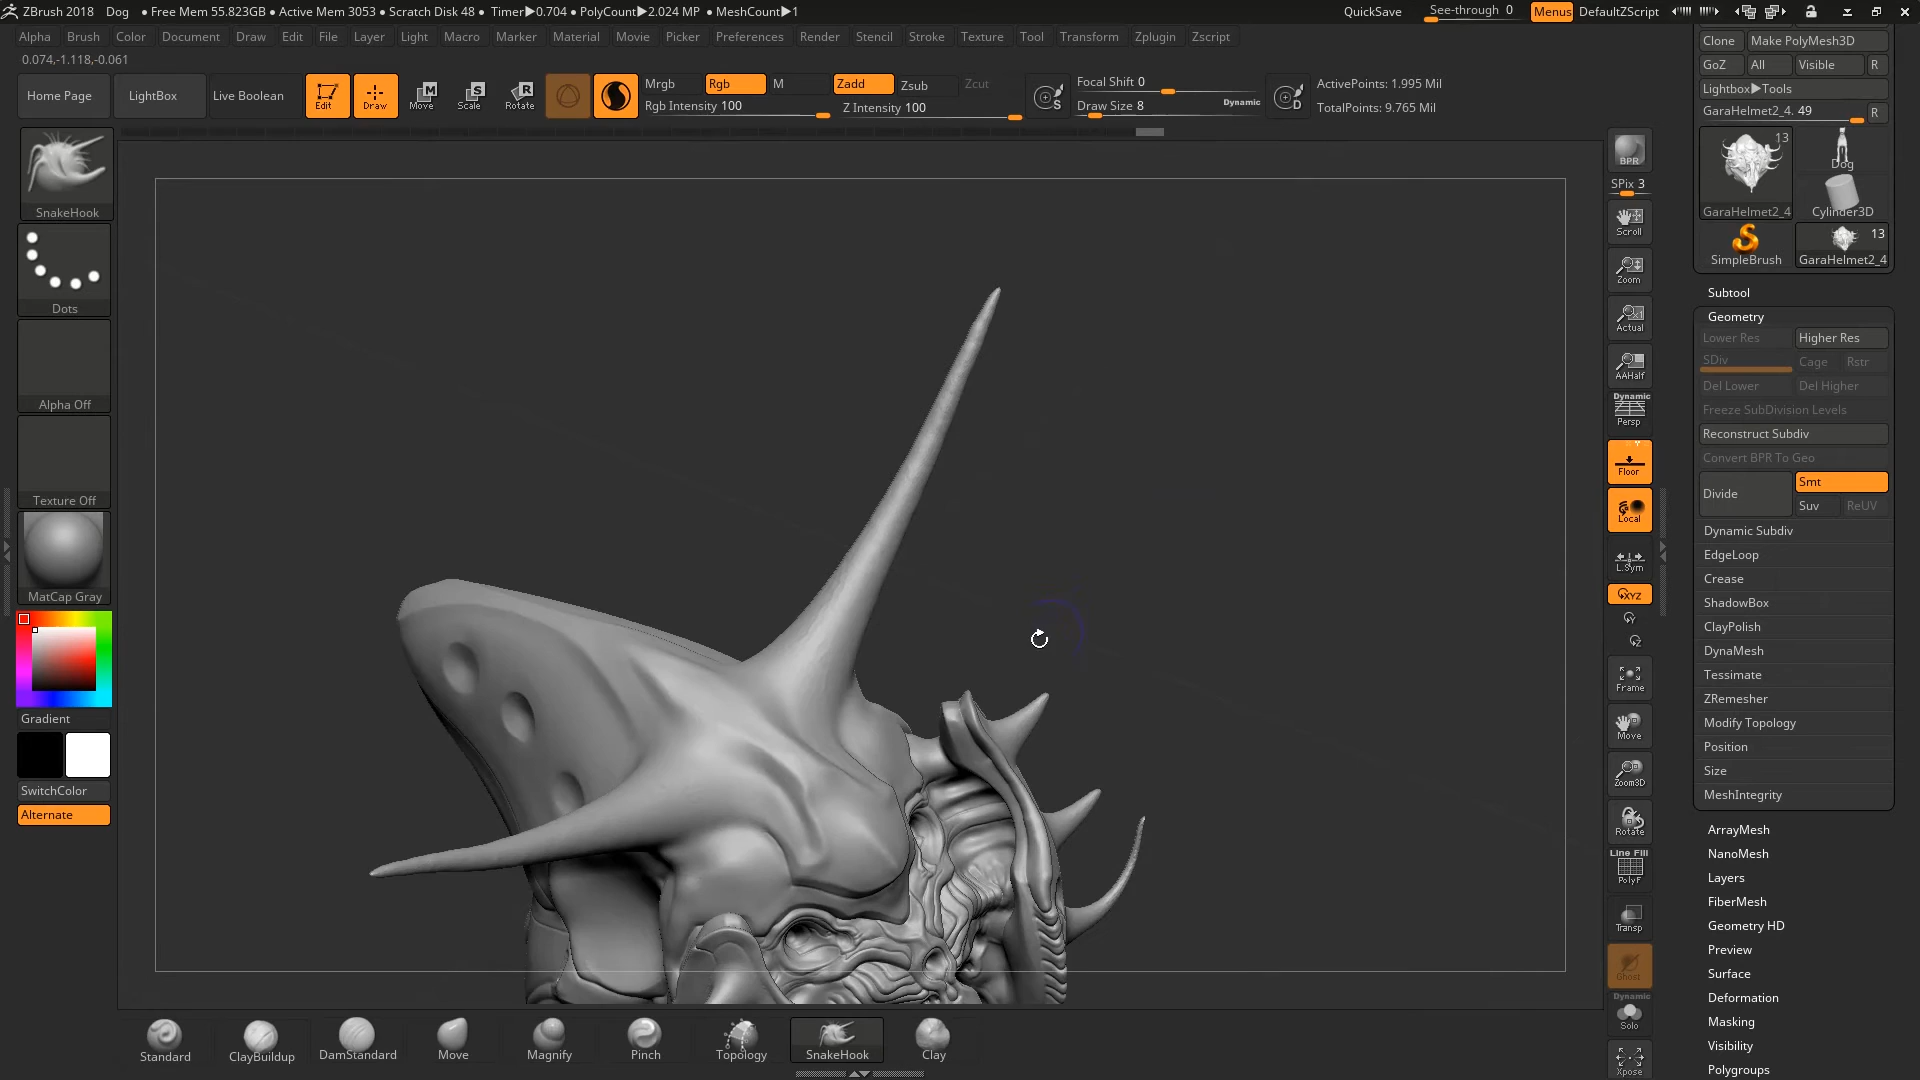 ZBrush 2018 Dog • Free Mem 55.823GB • Active Mem 3053 • Scratch Disk 48 • Timer▶0.704 • PolyCount▶2.024 MP • MeshCount▶1 QuickSave See-through 0 Menus DefaultZScript
Alpha Brush Color Document Draw Edit File Layer Light Macro Marker Material Movie Picker Preferences Render Stencil Stroke Texture Tool Transform Zplugin Zscript
0.074,-1.118,-0.061
Home Page LightBox Live Boolean Edit Draw Move Scale Rotate
M
S
R
Mrgb Rgb M Zadd Zsub Zcut
Rgb Intensity 100 Z Intensity 100
S
Focal Shift 0
Draw Size 8 Dynamic
D
ActivePoints: 1.995 Mil
TotalPoints: 9.765 Mil
SnakeHook
Dots
Alpha Off
Texture Off
MatCap Gray
Gradient
SwitchColor
Alternate
BPR
SPix 3
Scroll
Zoom
Actual
AAHalf
Dynamic
Persp
Floor
Local
L.Sym
XYZ
Y
Z
Frame
Move
Zoom3D
Rotate
Line Fill
PolyF
Transp
Ghost
Dynamic
Solo
Xpose
Clone Make PolyMesh3D
GoZ All Visible R
Lightbox▶Tools
GaraHelmet2_4. 49 R
13
GaraHelmet2_4
Dog
Cylinder3D
SimpleBrush
13
GaraHelmet2_4
Subtool
Geometry
Lower Res Higher Res
SDiv Cage Rstr
Del Lower Del Higher
Freeze SubDivision Levels
Reconstruct Subdiv
Convert BPR To Geo
Divide Smt
Suv ReUV
Dynamic Subdiv
EdgeLoop
Crease
ShadowBox
ClayPolish
DynaMesh
Tessimate
ZRemesher
Modify Topology
Position
Size
MeshIntegrity
ArrayMesh
NanoMesh
Layers
FiberMesh
Geometry HD
Preview
Surface
Deformation
Masking
Visibility
Polygroups
Standard ClayBuildup DamStandard Move Magnify Pinch Topology SnakeHook Clay